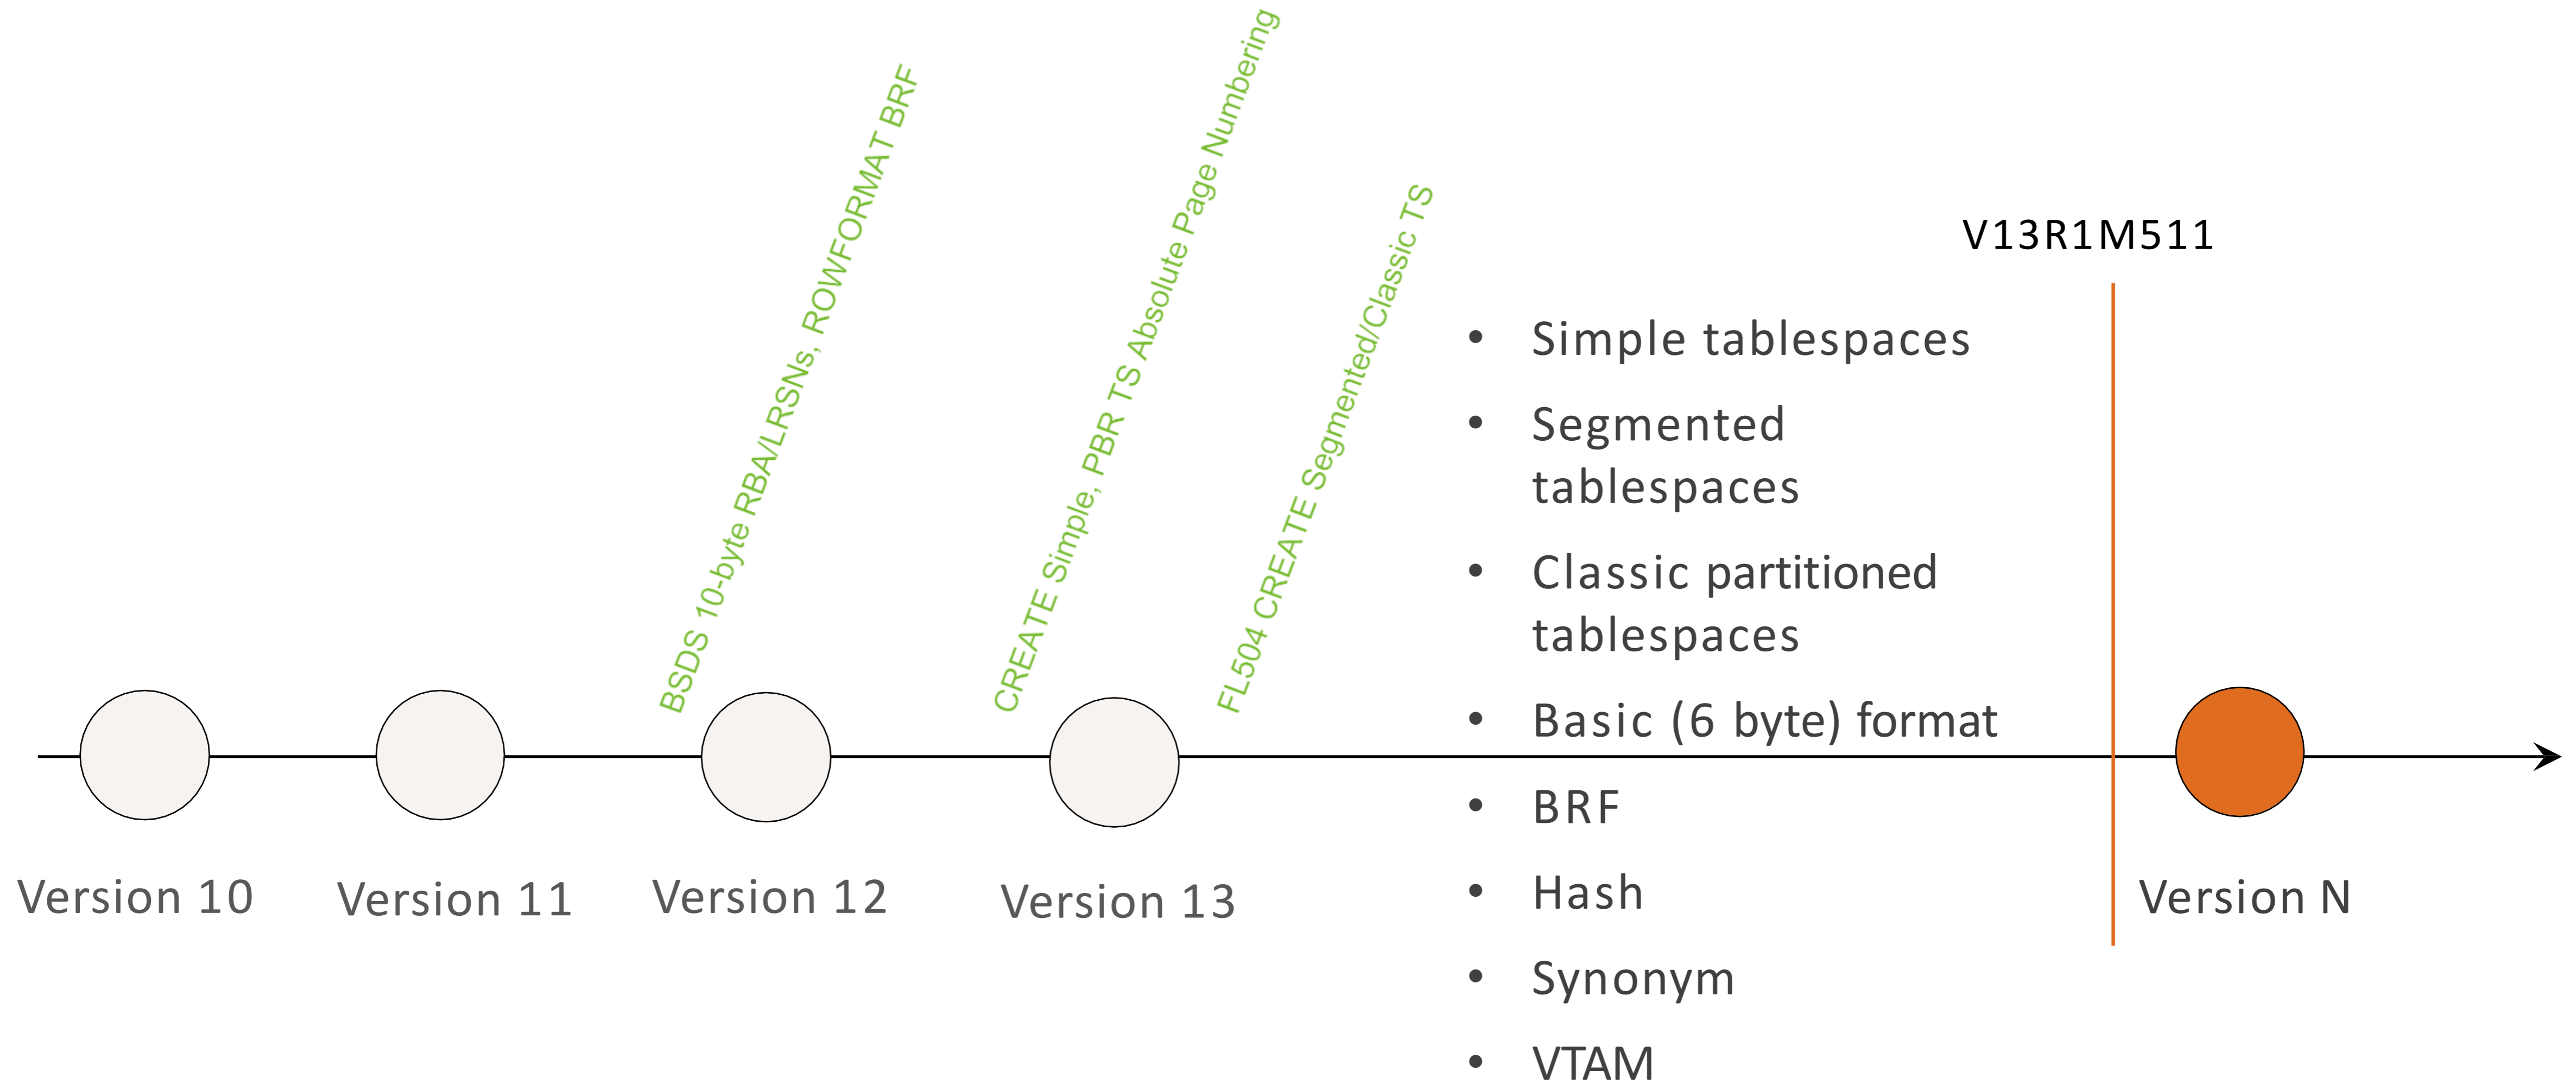 BSDS 10-byte RBA/LRSNs, ROWFORMAT BRF
CREATE Simple, PBR TS Absolute Page Numbering
FL504 CREATE Segmented/Classic TS
V13R1M511
• Simple tablespaces
• Segmented
tablespaces
• Classic partitioned
tablespaces
• Basic (6 byte) format
• BRF
• Hash
• Synonym
• VTAM
Version 10
Version 11
Version 12
Version 13
Version N